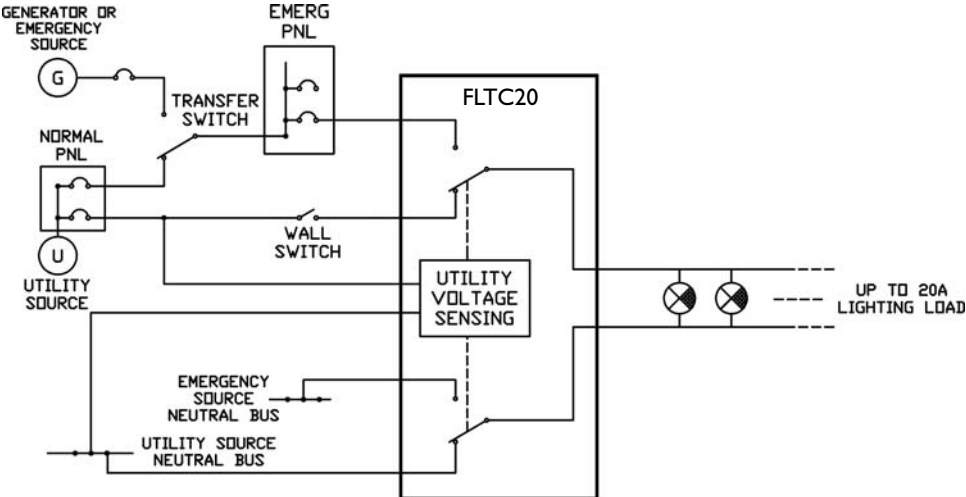 GENERATOR OR
EMERGENCY
SOURCE
G
EMERG
PNL
TRANSFER
SWITCH
NORMAL
PNL
U
UTILITY
SOURCE
WALL
SWITCH
FLTC20
UTILITY
VOLTAGE
SENSING
UP TO 20A
LIGHTING LOAD
EMERGENCY
SOURCE
NEUTRAL BUS
UTILITY SOURCE
NEUTRAL BUS